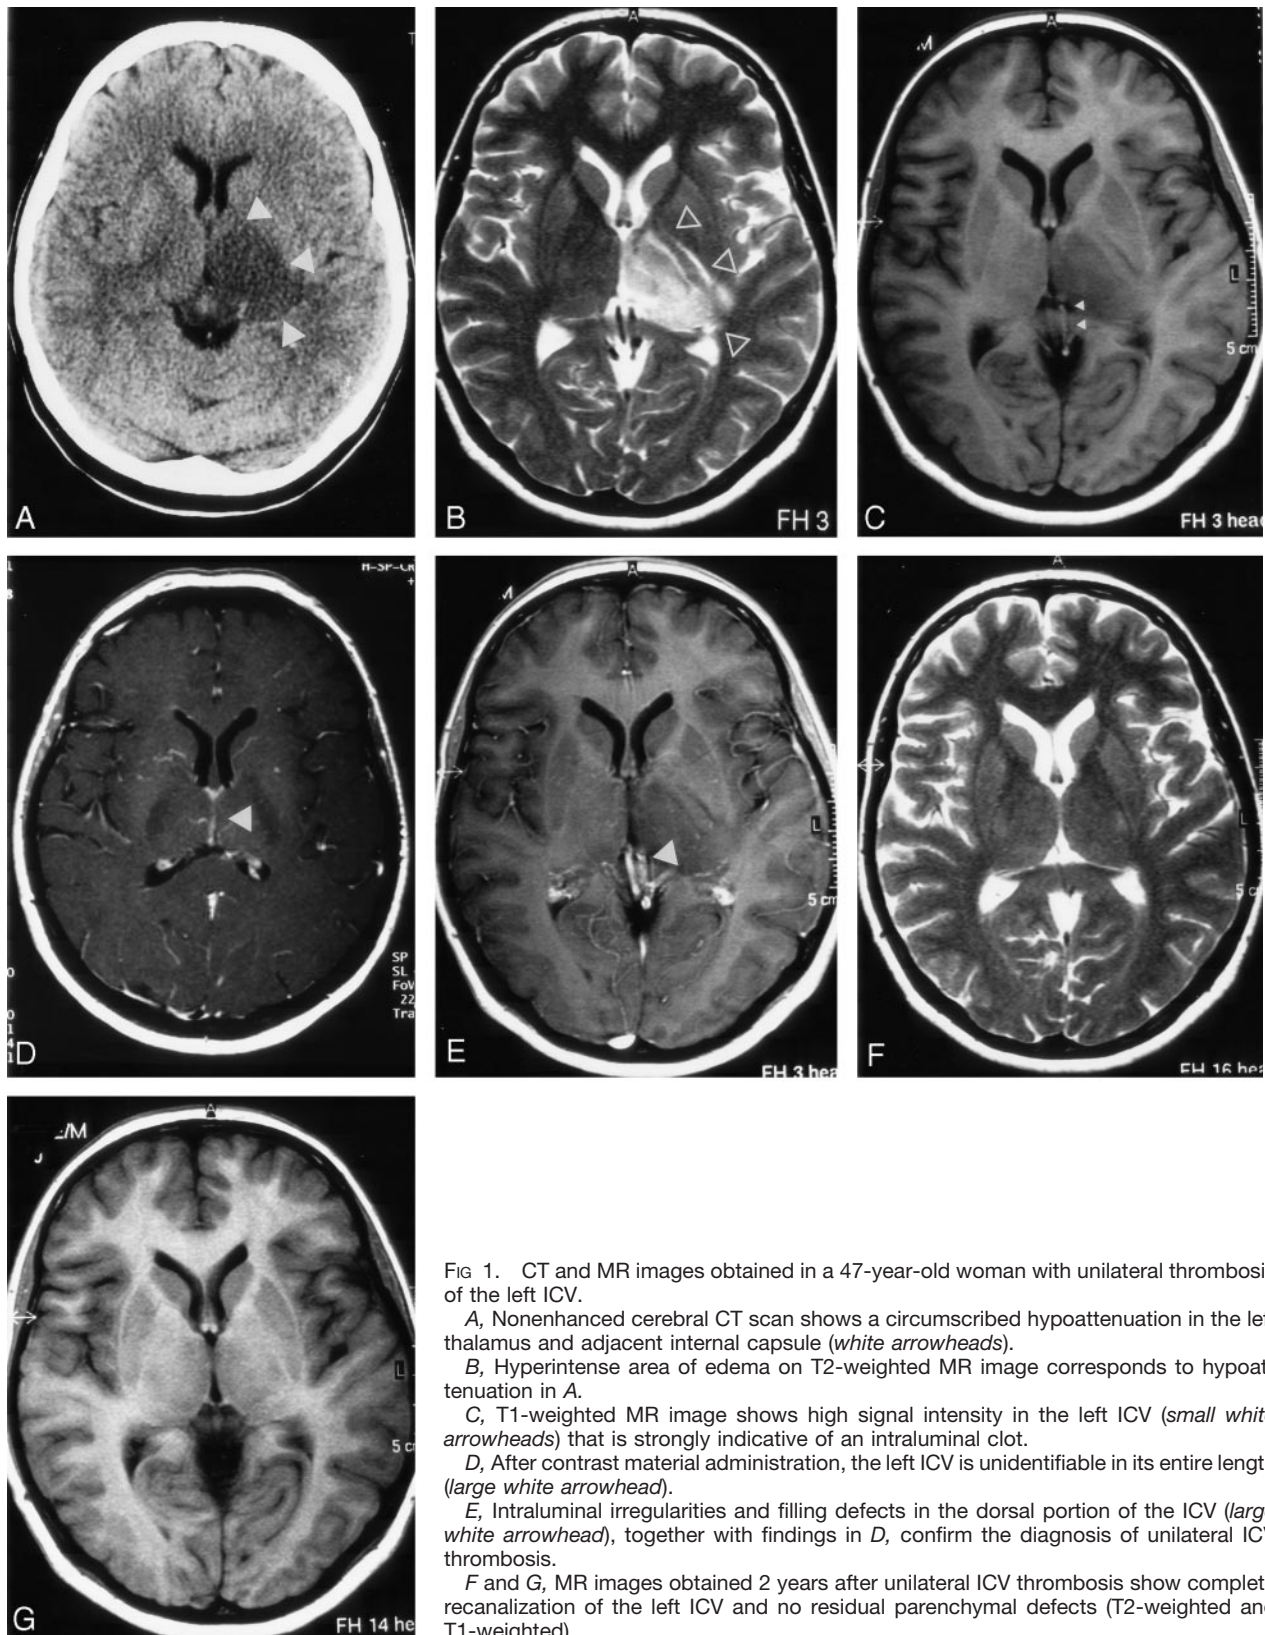 A
M
A
T
L
5 cm
A
B
FH 3
C
FH 3 head
H-SP-CR
+
A
M
A
L
L
5 cm
5 c
SP
SL
FoV
22
Tra
D
E
FH 3 hea
F
FH 16 hea
A
E/M
J
L
5 c
G
FH 14 he
FIG 1. CT and MR images obtained in a 47-year-old woman with unilateral thrombosi
of the left ICV.
A, Nonenhanced cerebral CT scan shows a circumscribed hypoattenuation in the lef
thalamus and adjacent internal capsule (white arrowheads).
B, Hyperintense area of edema on T2-weighted MR image corresponds to hypoat
tenuation in A.
C, T1-weighted MR image shows high signal intensity in the left ICV (small whit
arrowheads) that is strongly indicative of an intraluminal clot.
D, After contrast material administration, the left ICV is unidentifiable in its entire lengt
(large white arrowhead).
E, Intraluminal irregularities and filling defects in the dorsal portion of the ICV (larg
white arrowhead), together with findings in D, confirm the diagnosis of unilateral IC
thrombosis.
F and G, MR images obtained 2 years after unilateral ICV thrombosis show complet
recanalization of the left ICV and no residual parenchymal defects (T2-weighted an
T1-weighted)